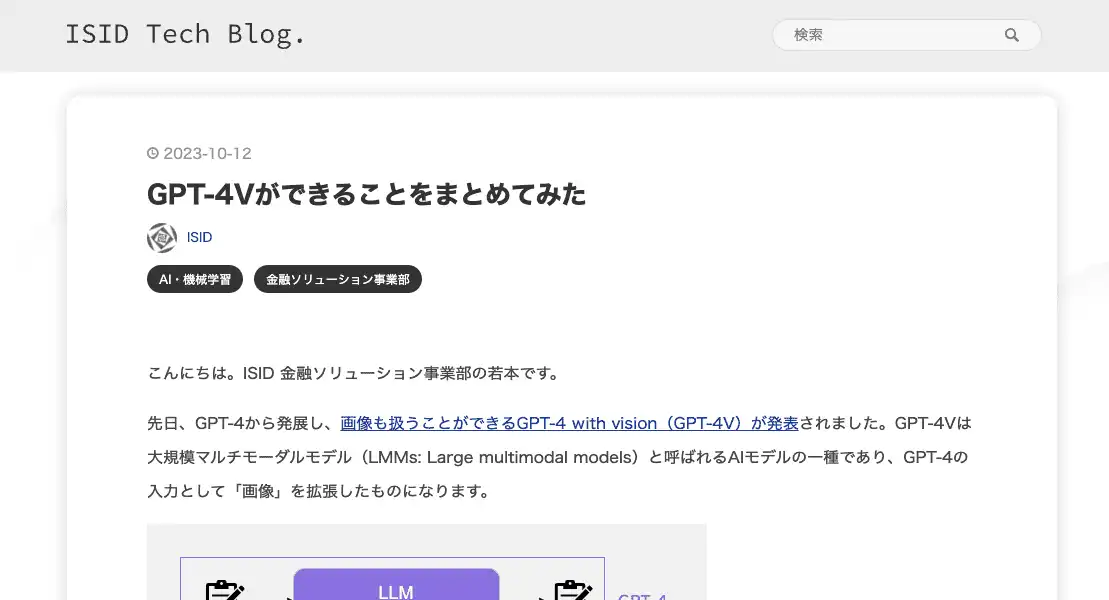 ISID Tech Blog.
検索
2023-10-12
GPT-4Vができることをまとめてみた
ISID
AI・機械学習
金融ソリューション事業部
こんにちは。ISID 金融ソリューション事業部の若本です。
先日、GPT-4から発展し、画像も扱うことができるGPT-4 with vision（GPT-4V）が発表されました。GPT-4Vは
大規模マルチモーダルモデル（LMMs: Large multimodal models）と呼ばれるAIモデルの一種であり、GPT-4の
入力として「画像」を拡張したものになります。
LLM
GPT-4